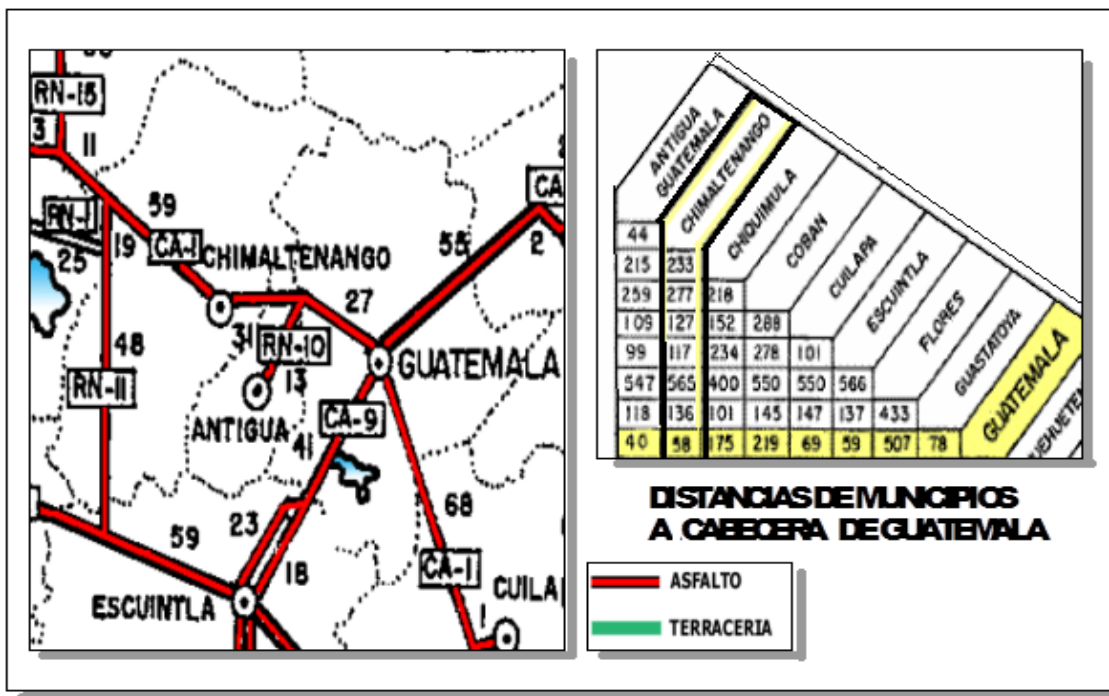 RN-15
3
11
RN-1
59
25
19
CA-1
CHIMALTENANGO
55
CA
2
27
31
RN-10
13
48
RN-11
GUATEMALA
ANTIGUA
CA-9
41
68
23
59
18
CA-1
ESCUINTLA
1
CUILA
ANTIGUA
GUATEMALA
CHIMALTENANGO
CHIQUIMULA
COBAN
CUILAPA
ESCUINTLA
FLORES
GUASTATOYA
GUATEMALA
44
215 233
259 277 218
109 127 152 288
99 117 234 278 101
547 565 400 550 550 566
118 136 101 145 147 137 433
40 58 175 219 69 59 507 78
DISTANCIAS DE MUNICIPIOS
A CABECERA DE GUATEMALA
ASFALTO
TERRACERIA